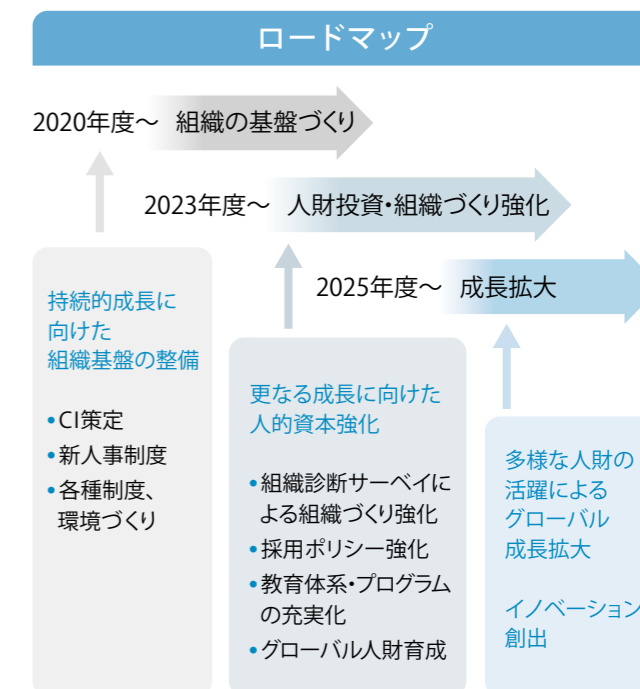 ロードマップ
2020年度～ 組織の基盤づくり
2023年度～ 人財投資・組織づくり強化
2025年度～ 成長拡大
持続的成長に
向けた
組織基盤の整備
•CI策定
•新人事制度
•各種制度、
環境づくり
更なる成長に向けた
人的資本強化
•組織診断サーベイに
よる組織づくり強化
•採用ポリシー強化
•教育体系・プログラム
の充実化
•グローバル人財育成
多様な人財の
活躍による
グローバル
成長拡大
イノベーション
創出